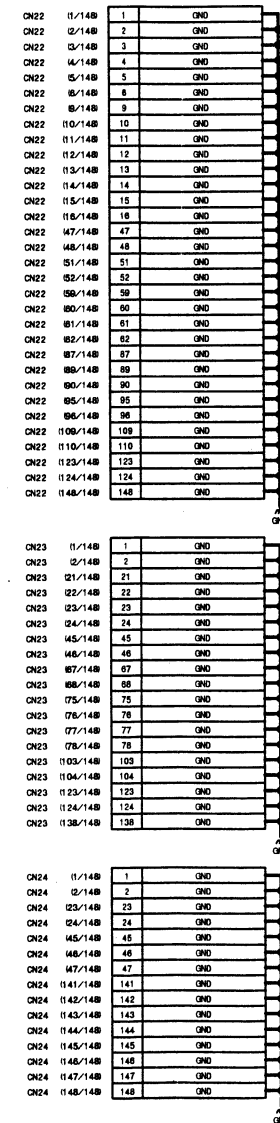 CN22 (1/148) 1 GND
CN22 (2/148) 2 GND
CN22 (3/148) 3 GND
CN22 (4/148) 4 GND
CN22 (5/148) 5 GND
CN22 (6/148) 6 GND
CN22 (9/148) 9 GND
CN22 (10/148) 10 GND
CN22 (11/148) 11 GND
CN22 (12/148) 12 GND
CN22 (13/148) 13 GND
CN22 (14/148) 14 GND
CN22 (15/148) 15 GND
CN22 (16/148) 16 GND
CN22 (47/148) 47 GND
CN22 (48/148) 48 GND
CN22 (51/148) 51 GND
CN22 (52/148) 52 GND
CN22 (59/148) 59 GND
CN22 (60/148) 60 GND
CN22 (61/148) 61 GND
CN22 (62/148) 62 GND
CN22 (87/148) 87 GND
CN22 (89/148) 89 GND
CN22 (90/148) 90 GND
CN22 (95/148) 95 GND
CN22 (96/148) 96 GND
CN22 (109/148) 109 GND
CN22 (110/148) 110 GND
CN22 (123/148) 123 GND
CN22 (124/148) 124 GND
CN22 (148/148) 148 GND
CN23 (1/148) 1 GND
CN23 (2/148) 2 GND
CN23 (21/148) 21 GND
CN23 (22/148) 22 GND
CN23 (23/148) 23 GND
CN23 (24/148) 24 GND
CN23 (45/148) 45 GND
CN23 (46/148) 46 GND
CN23 (67/148) 67 GND
CN23 (68/148) 68 GND
CN23 (75/148) 75 GND
CN23 (76/148) 76 GND
CN23 (77/148) 77 GND
CN23 (78/148) 78 GND
CN23 (103/148) 103 GND
CN23 (104/148) 104 GND
CN23 (123/148) 123 GND
CN23 (124/148) 124 GND
CN23 (138/148) 138 GND
CN24 (1/148) 1 GND
CN24 (2/148) 2 GND
CN24 (23/148) 23 GND
CN24 (24/148) 24 GND
CN24 (45/148) 45 GND
CN24 (46/148) 46 GND
CN24 (47/148) 47 GND
CN24 (141/148) 141 GND
CN24 (142/148) 142 GND
CN24 (143/148) 143 GND
CN24 (144/148) 144 GND
CN24 (145/148) 145 GND
CN24 (146/148) 146 GND
CN24 (147/148) 147 GND
CN24 (148/148) 148 GND